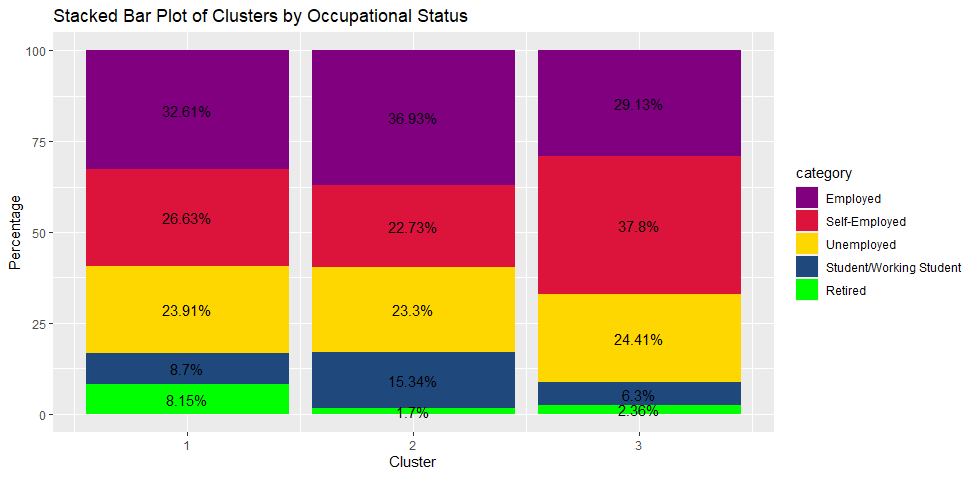 Stacked Bar Plot of Clusters by Occupational Status
Percentage
100
75
50
25
0
32.61%
26.63%
23.91%
8.7%
8.15%
36.93%
22.73%
23.3%
15.34%
1.7%
29.13%
37.8%
24.41%
6.3%
2.36%
1
2
3
Cluster
category
Employed
Self-Employed
Unemployed
Student/Working Student
Retired